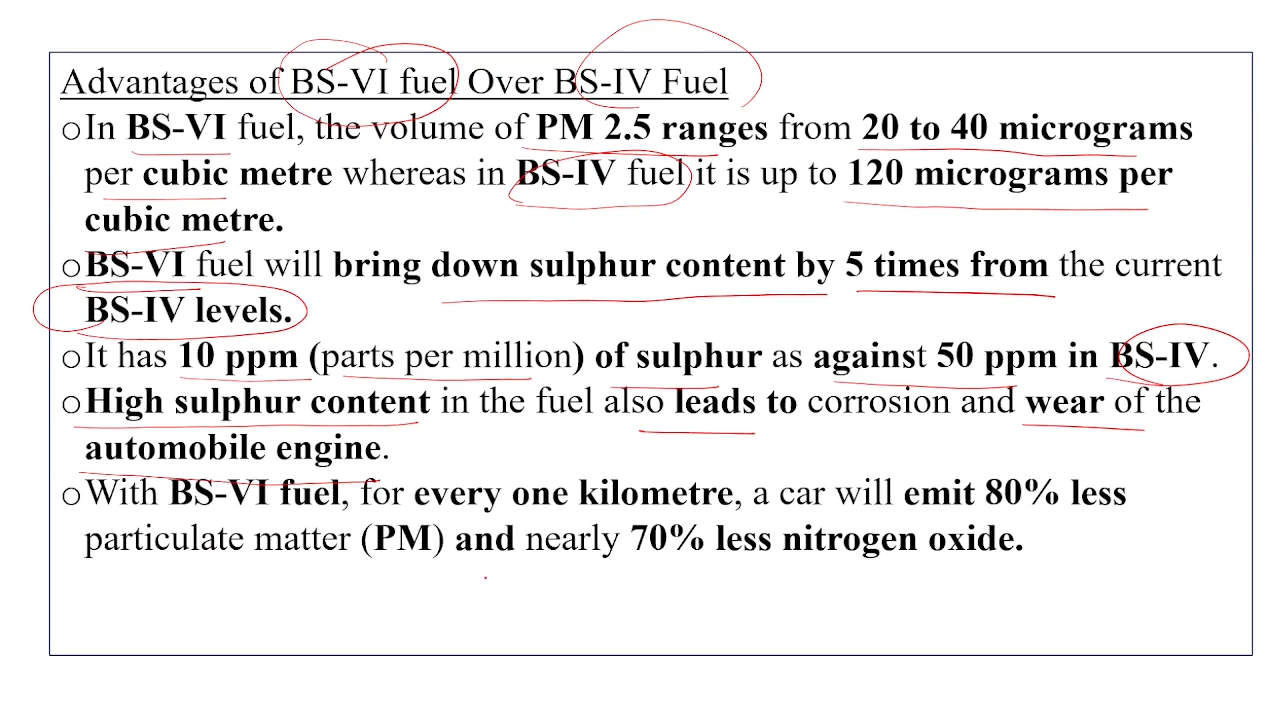 Advantages of BS-VI fuel Over BS-IV Fuel
oIn BS-VI fuel, the volume of PM 2.5 ranges from 20 to 40 micrograms
per cubic metre whereas in BS-IV fuel it is up to 120 micrograms per
cubic metre.
oBS-VI fuel will bring down sulphur content by 5 times from the current
BS-IV levels.
oIt has 10 ppm (parts per million) of sulphur as against 50 ppm in BS-IV.
oHigh sulphur content in the fuel also leads to corrosion and wear of the
automobile engine.
oWith BS-VI fuel, for every one kilometre, a car will emit 80% less
particulate matter (PM) and nearly 70% less nitrogen oxide.